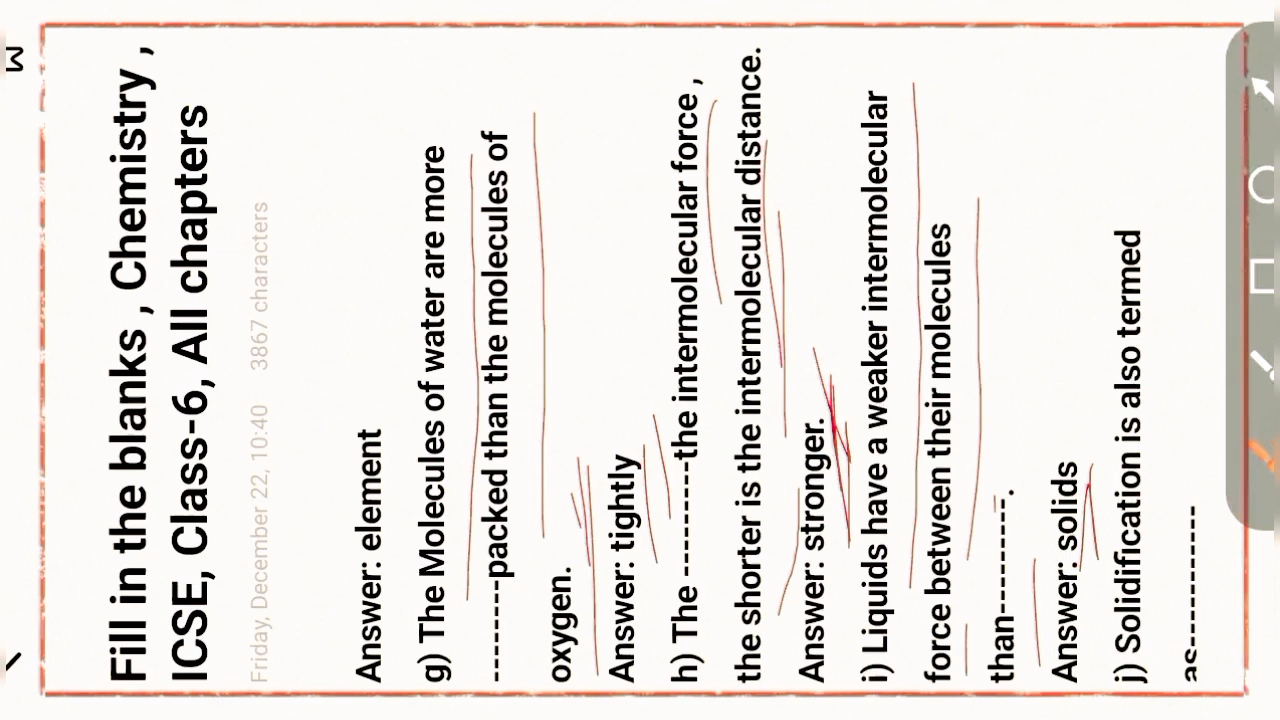 Fill in the blanks , Chemistry ,
ICSE, Class-6, All chapters
Friday, December 22, 10:40 3867 characters
Answer: element
g) The Molecules of water are more
----------packed than the molecules of
oxygen.
Answer: tightly
h) The -----------the intermolecular force ,
the shorter is the intermolecular distance.
Answer: stronger.
i) Liquids have a weaker intermolecular
force between their molecules
than-----------.
Answer: solids
j) Solidification is also termed
as--------------